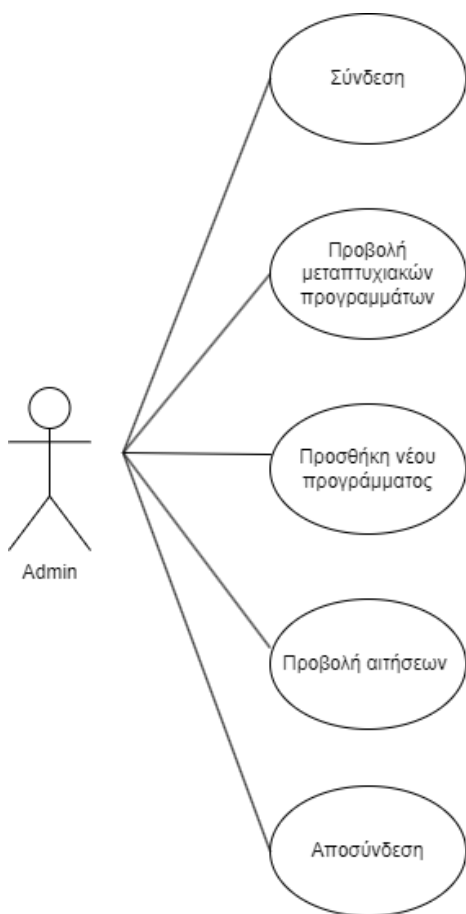 Σύνδεση
Προβολή
μεταπτυχιακών
προγραμμάτων
Προσθήκη νέου
προγράμματος
Admin
Προβολή αιτήσεων
Αποσύνδεση